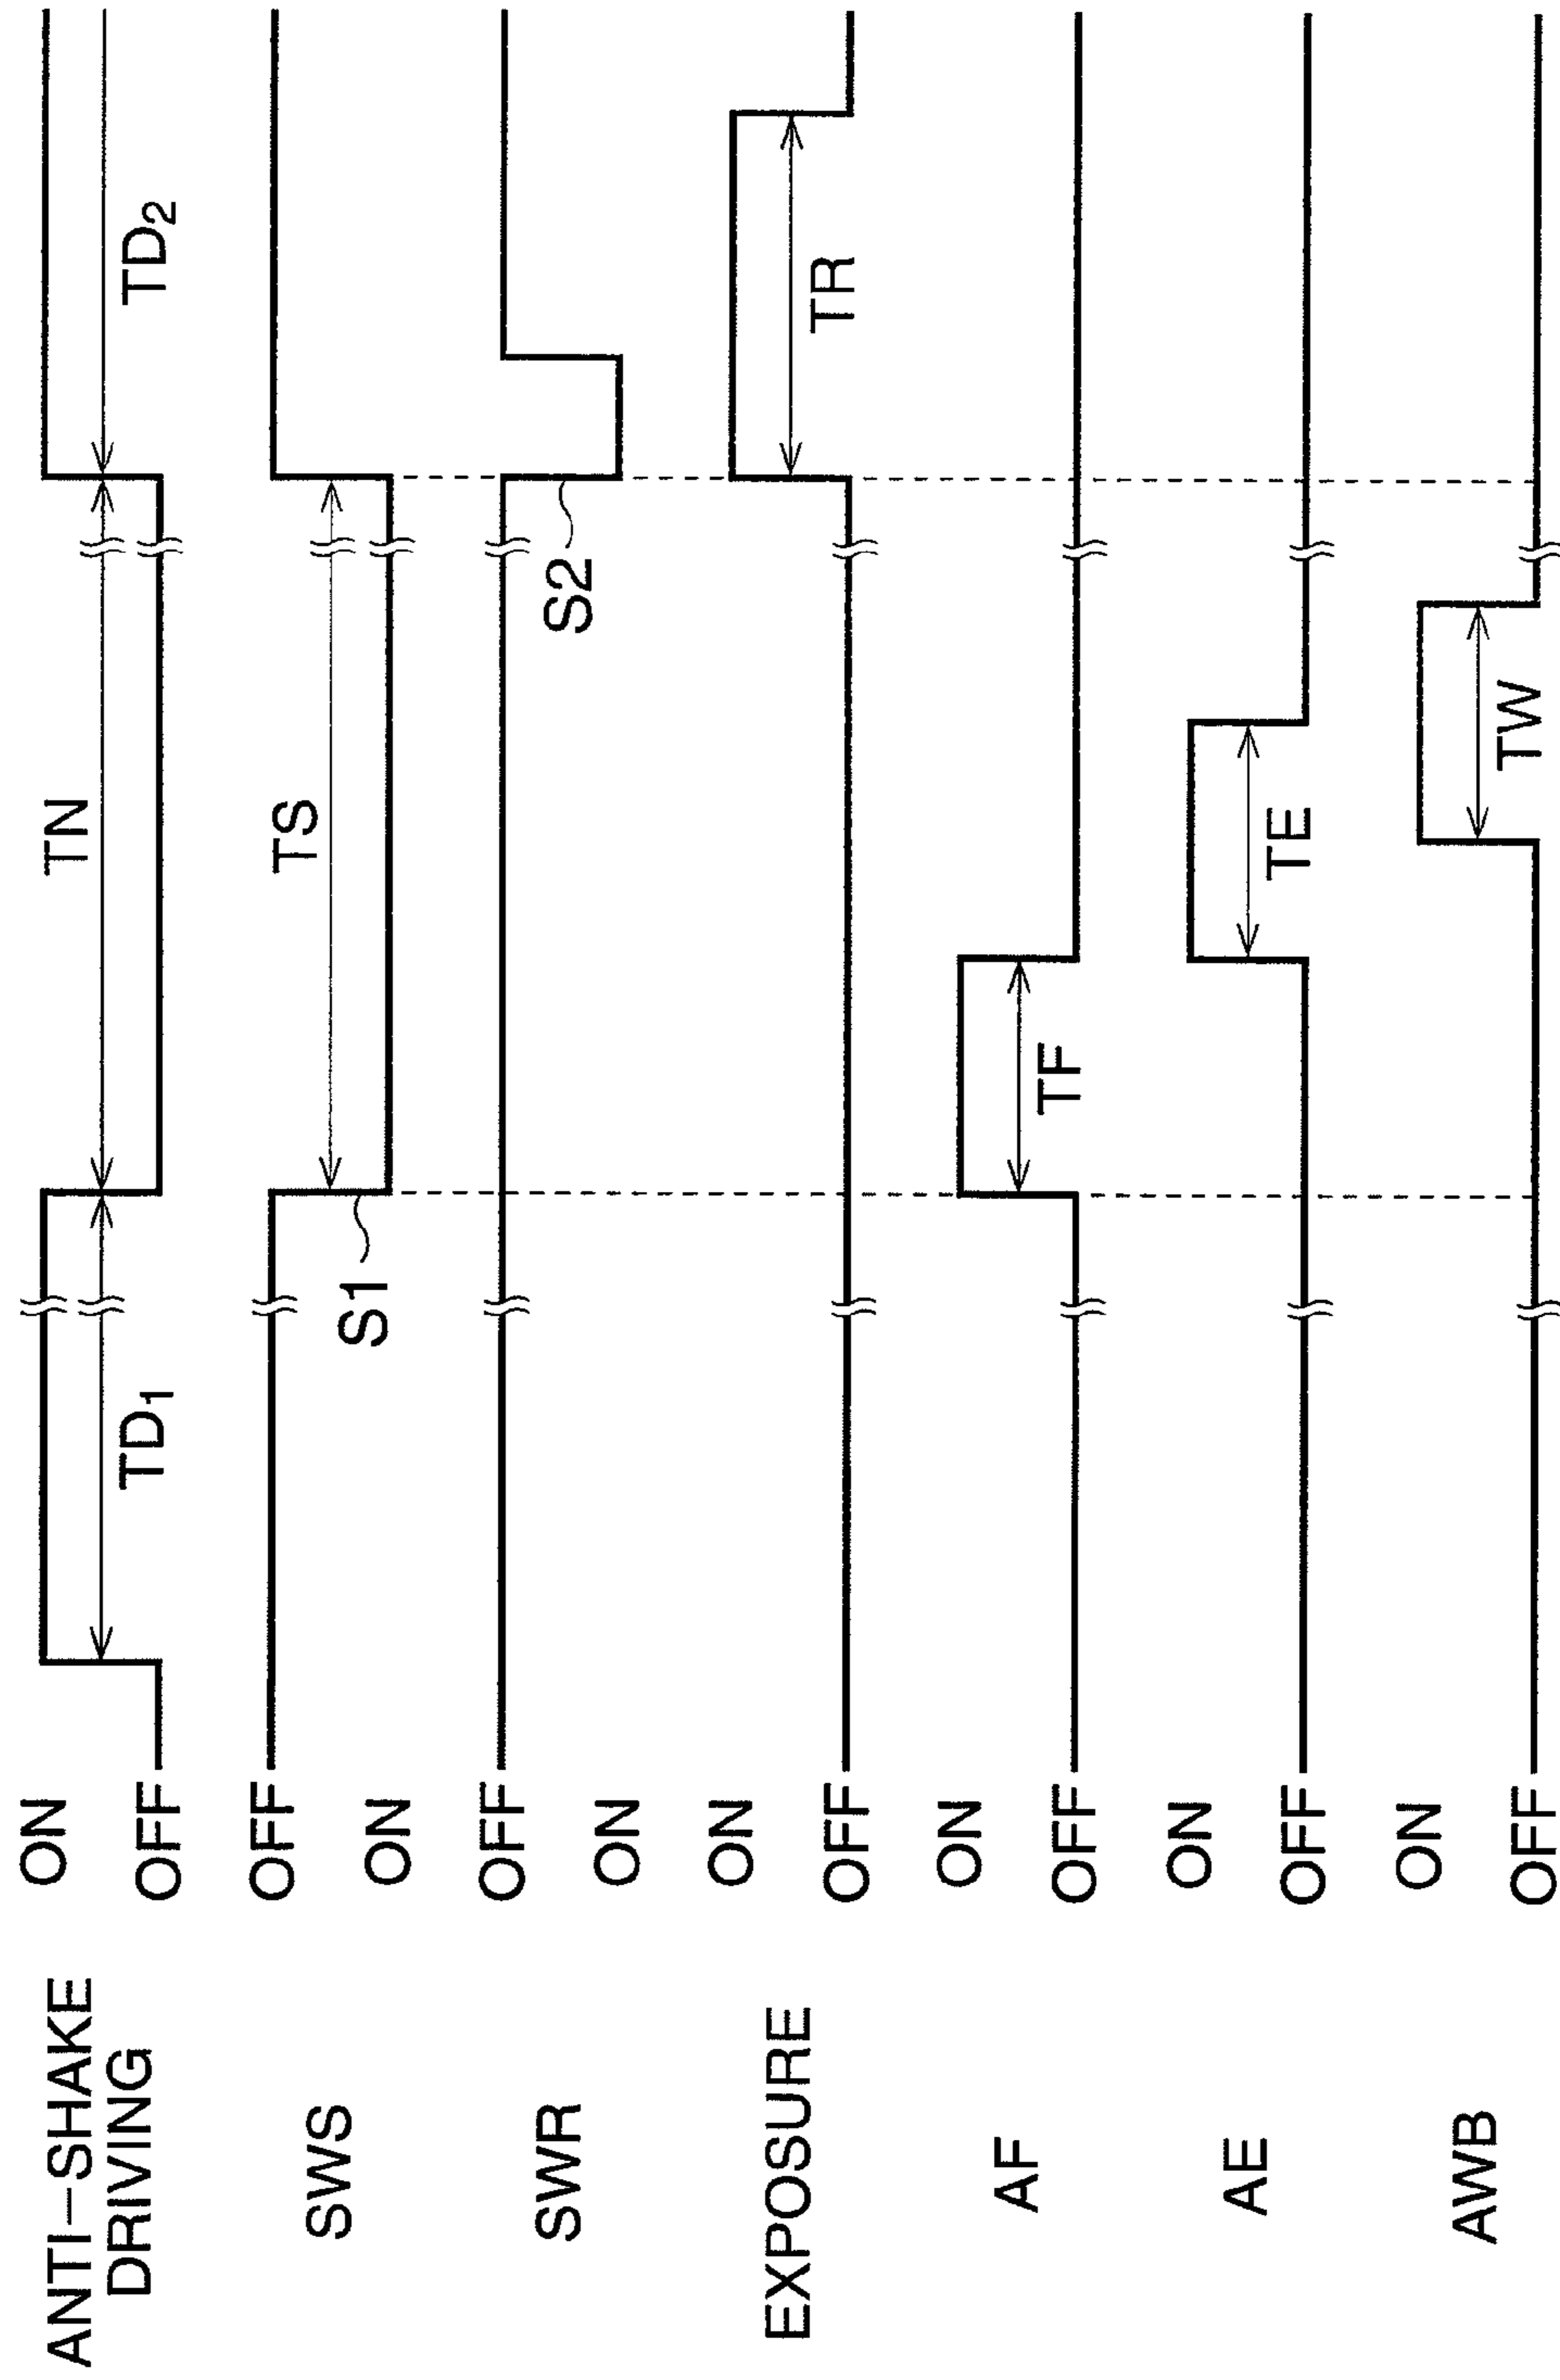 ANTI-SHAKE
DRIVING
ON
OFF
TD1
TN
TD2
SWS
OFF
ON
S1
TS
SWR
OFF
ON
S2
EXPOSURE
ON
OFF
TR
AF
ON
OFF
TF
AE
ON
OFF
TE
AWB
ON
OFF
TW